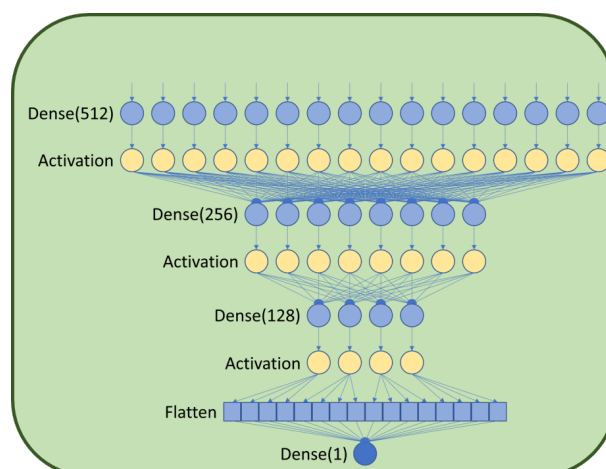 Dense(512)
Activation
Dense(256)
Activation
Dense(128)
Activation
Flatten
Dense(1)